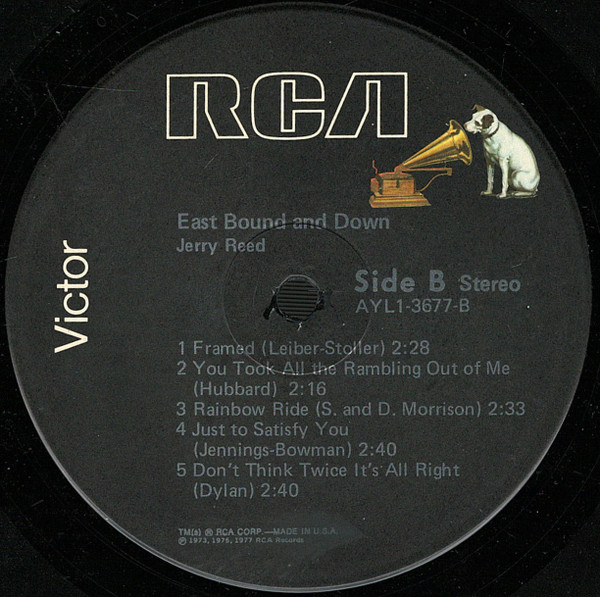 RCA
Victor
East Bound and Down
Jerry Reed
Side B Stereo
AYL1-3677-B
1 Framed (Leiber-Stoller) 2:28
2 You Took All the Rambling Out of Me
(Hubbard) 2:16
3 Rainbow Ride (S. and D. Morrison) 2:33
4 Just to Satisfy You
(Jennings-Bowman) 2:40
5 Don't Think Twice It's All Right
(Dylan) 2:40
TM(s) ® RCA CORP.—MADE IN U.S.A.
℗ 1973, 1975, 1977 RCA Records